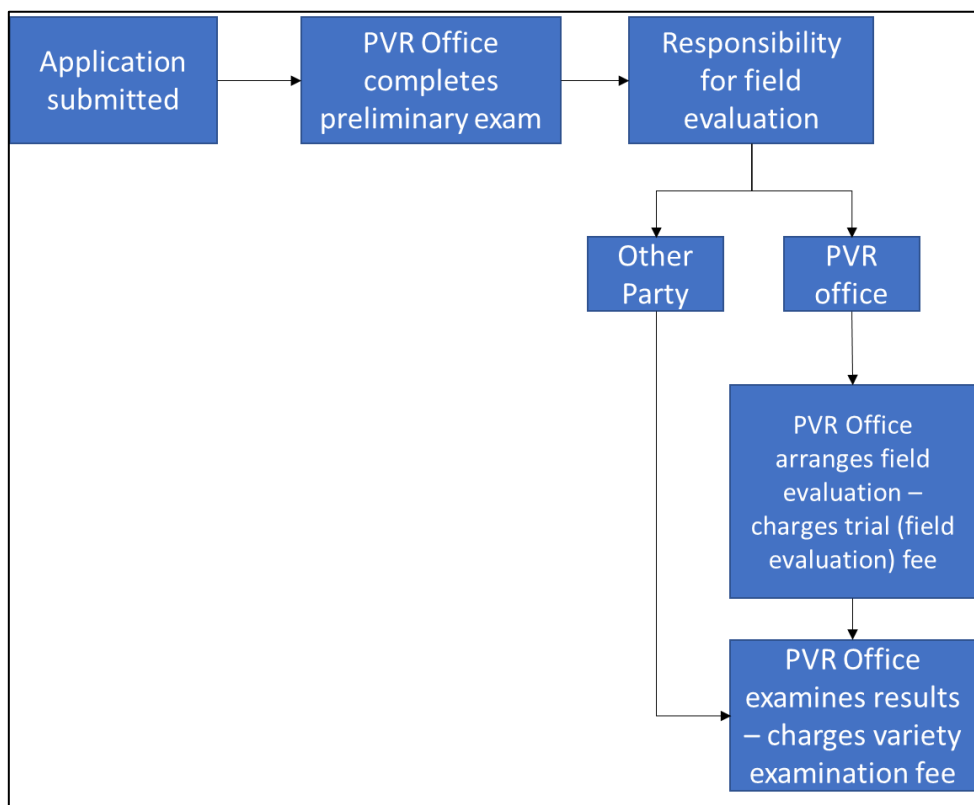 Application
submitted
PVR Office
completes
preliminary exam
Responsibility
for field
evaluation
Other
Party
PVR
office
PVR Office
arranges field
evaluation –
charges trial (field
evaluation) fee
PVR Office
examines results
– charges variety
examination fee